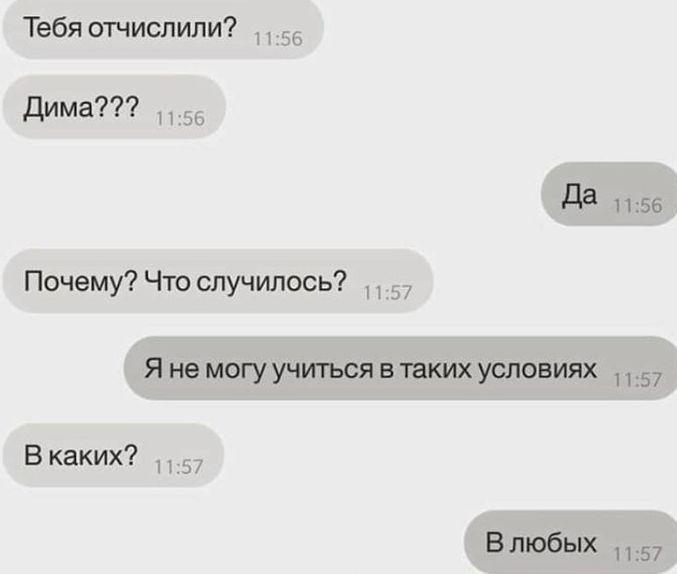 Тебя отчислили? 11:56
Дима??? 11:56
Да 11:56
Почему? Что случилось? 11:57
Я не могу учиться в таких условиях 11:57
В каких? 11:57
В любых 11:57